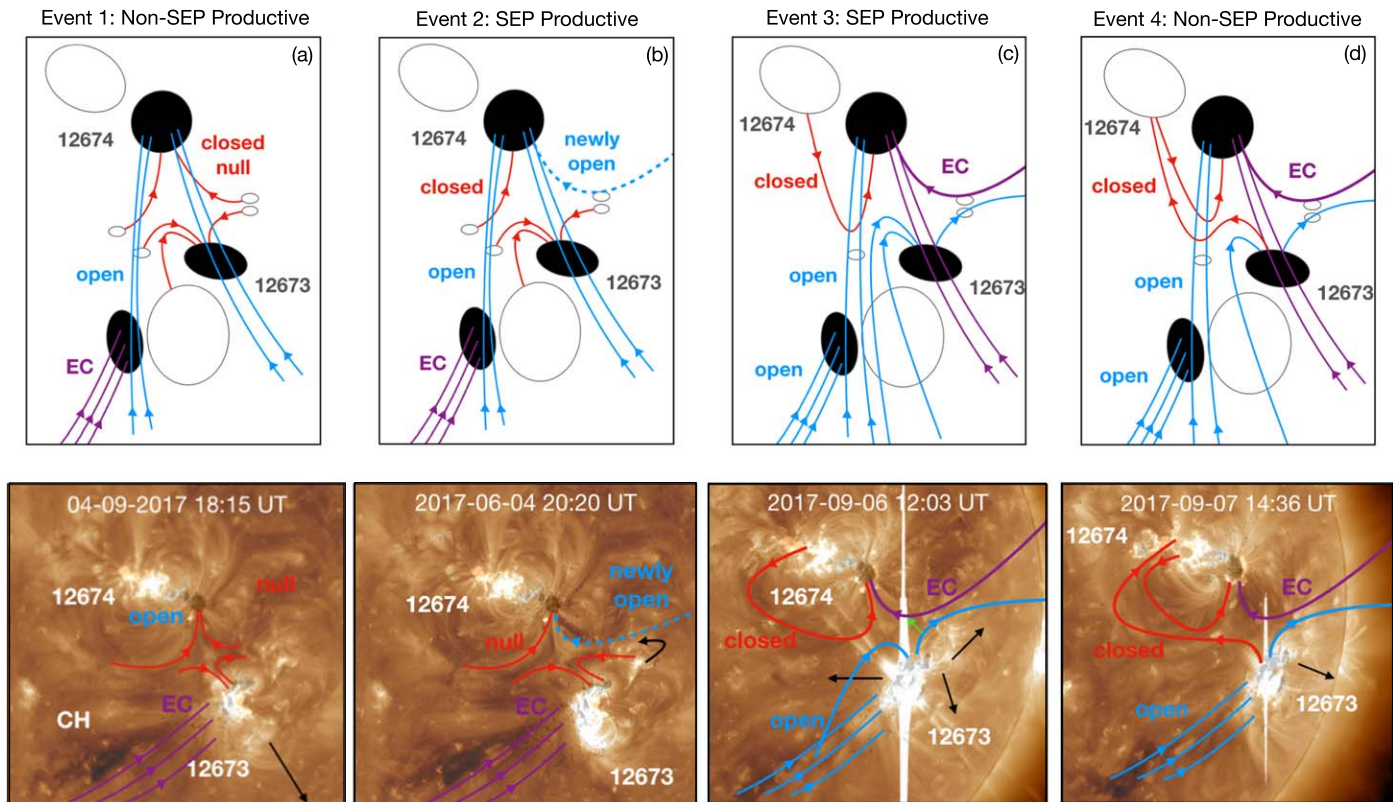 Event 1: Non-SEP Productive
Event 2: SEP Productive
Event 3: SEP Productive
Event 4: Non-SEP Productive
(a)
12674
closed
null
open
12673
EC
(b)
12674
newly
open
closed
open
12673
EC
(c)
12674
EC
closed
12673
open
open
(d)
12674
EC
closed
12673
open
open
04-09-2017 18:15 UT
12674
null
open
EC
CH
12673
2017-06-04 20:20 UT
newly
12674
open
null
EC
12673
2017-09-06 12:03 UT
EC
12674
closed
open
12673
2017-09-07 14:36 UT
12674
EC
closed
12673
open